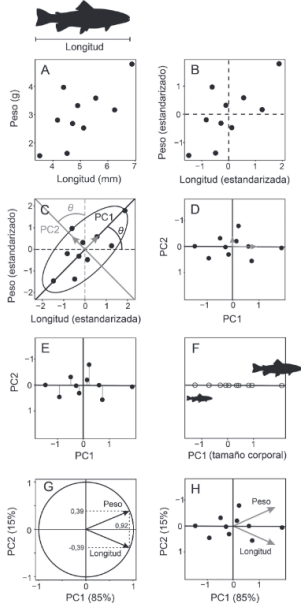 Longitud
A
Peso (g)
4
3
2
4
5
6
7
Longitud (mm)
B
Peso (estandarizado)
1
0
−1
−1
0
1
2
Longitud (estandarizada)
C
θ
PC1
PC2
θ
Peso (estandarizado)
2
1
0
−1
−2
−1
0
1
2
Longitud (estandarizada)
D
PC2
−1
0
1
−1
0
1
PC1
E
PC2
−1
0
1
−1
0
1
PC1
F
−1
0
1
2
PC1 (tamaño corporal)
G
Peso
0,39
0,92
−0,39
Longitud
PC2 (15%)
1
0
−1
−1
0
1
PC1 (85%)
H
Peso
Longitud
PC2 (15%)
−1
0
1
−1
0
1
2
PC1 (85%)